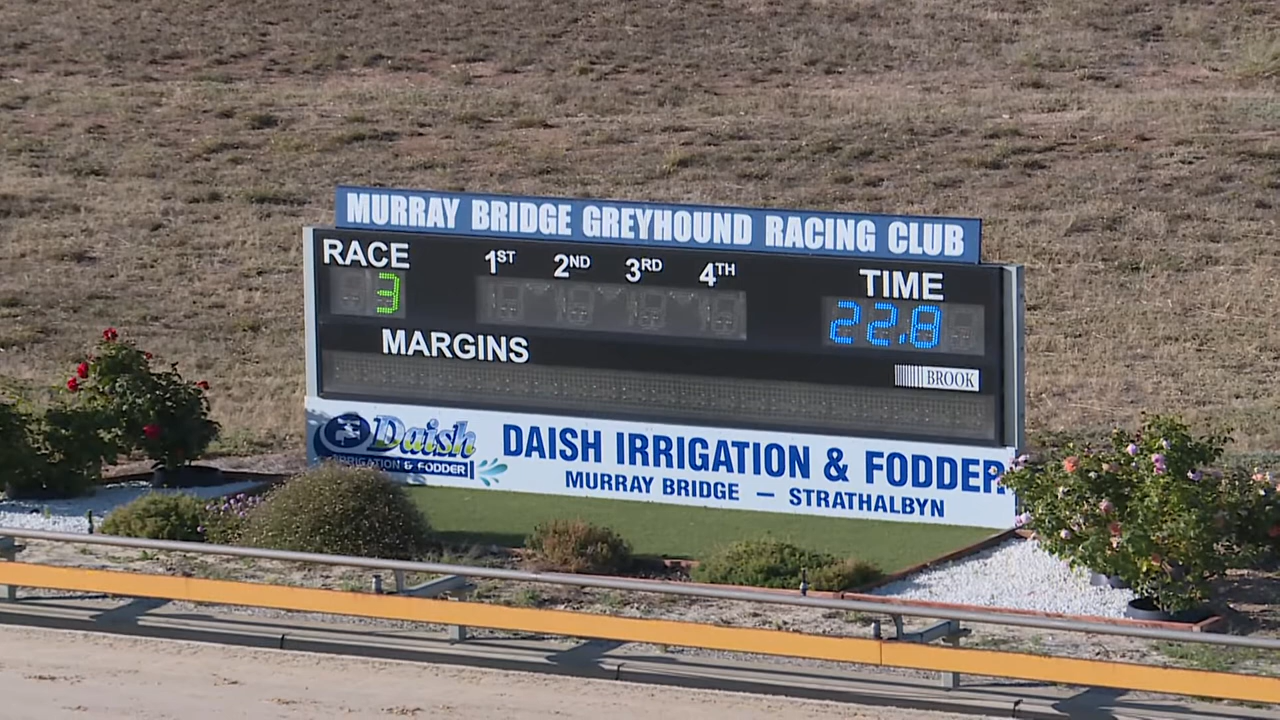 MURRAY BRIDGE GREYHOUND RACING CLUB
RACE 1ST 2ND 3RD 4TH TIME
3 22.8
MARGINS
BROOK
Daish
IRRIGATION & FODDER
DAISH IRRIGATION & FODDER
MURRAY BRIDGE — STRATHALBYN